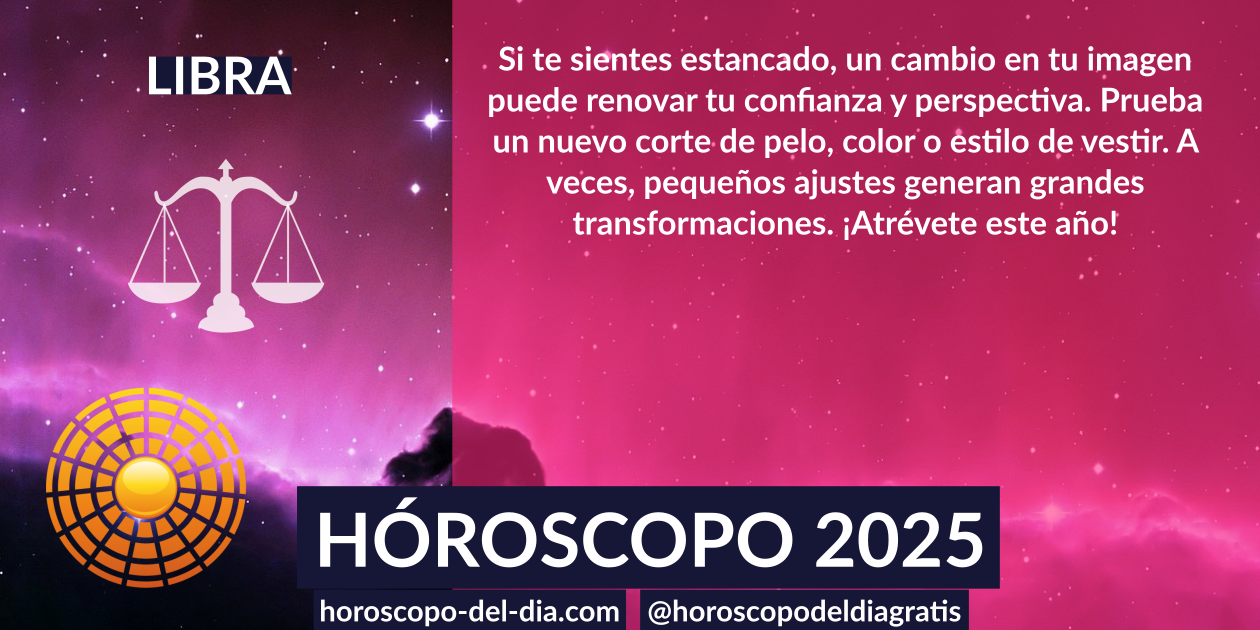 LIBRA
Si te sientes estancado, un cambio en tu imagen
puede renovar tu confianza y perspectiva. Prueba
un nuevo corte de pelo, color o estilo de vestir. A
veces, pequeños ajustes generan grandes
transformaciones. ¡Atrévete este año!
HÓROSCOPO 2025
horoscopo-del-dia.com
@horoscopodeldiagratis